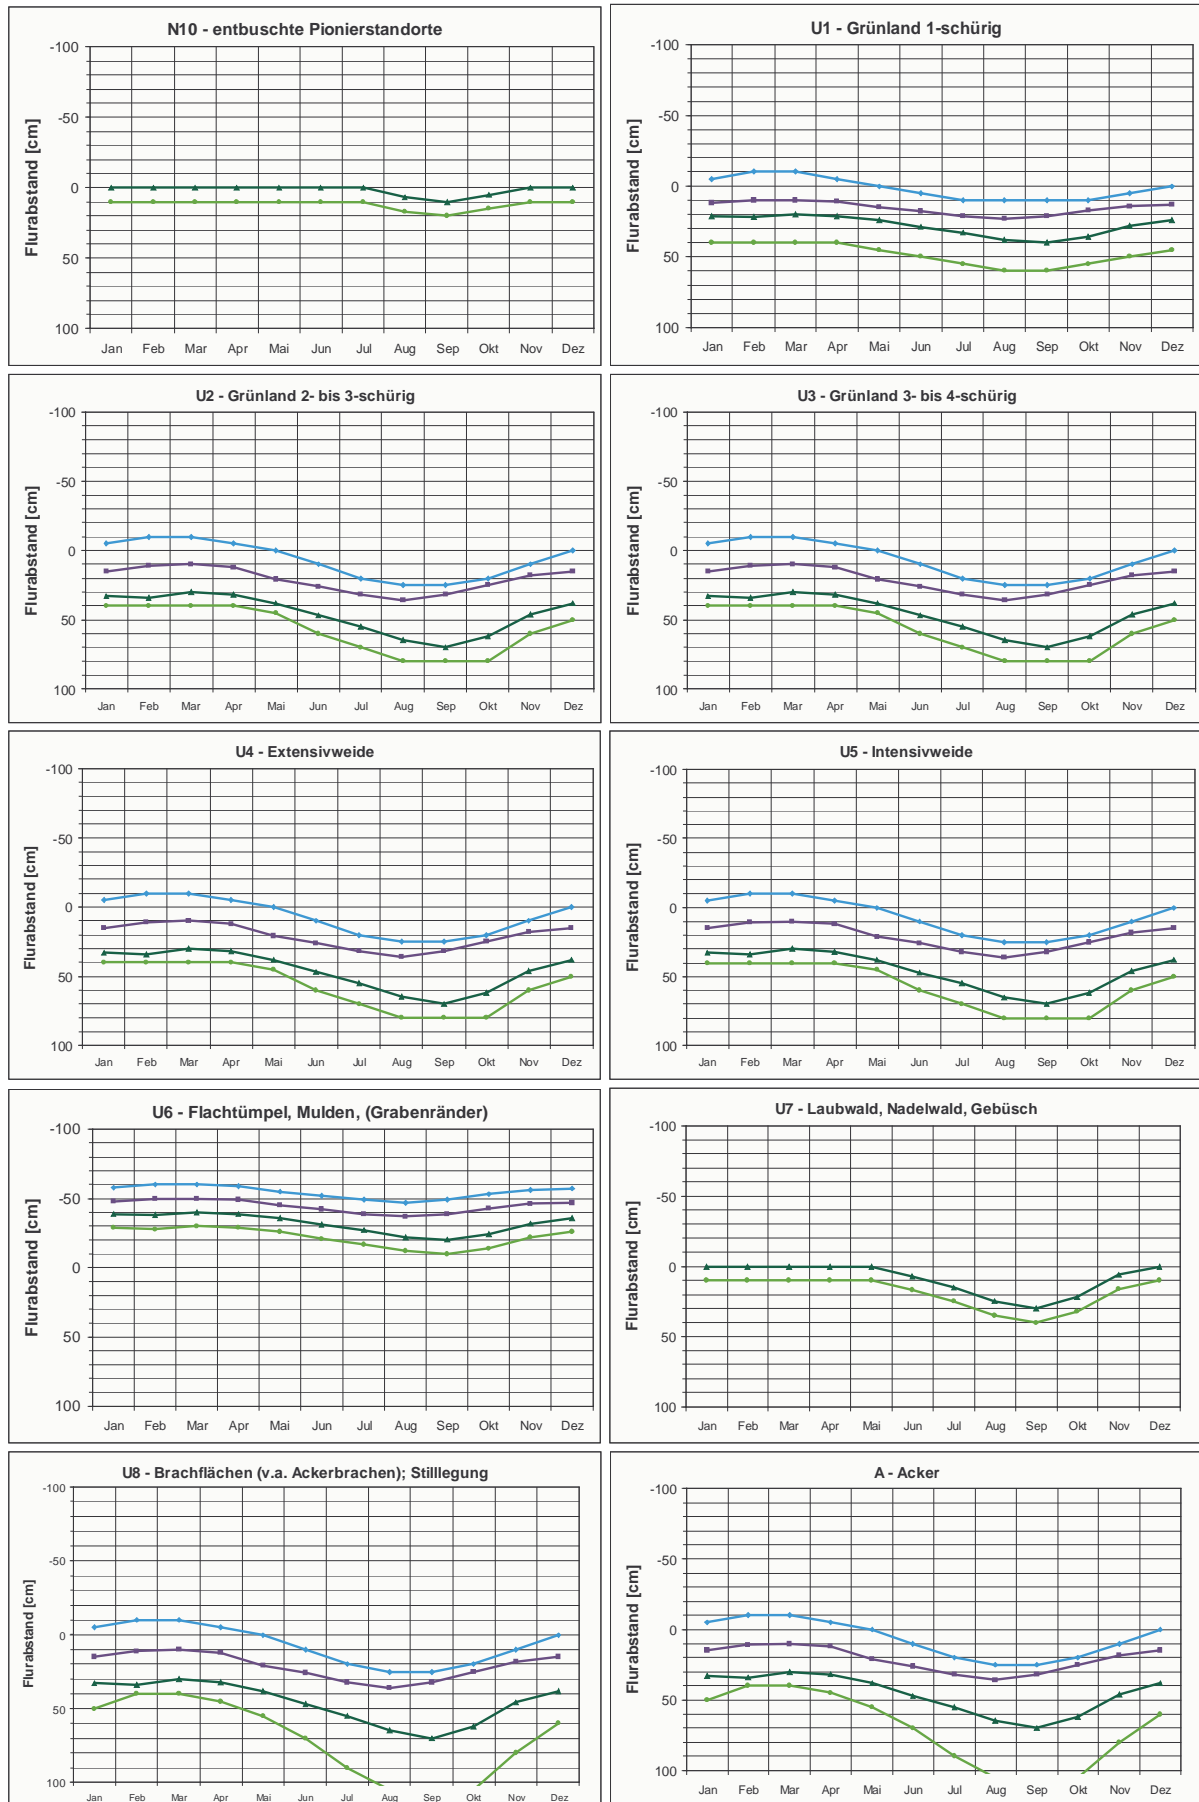 N10 - entbuschte Pionierstandorte
Flurabstand [cm]
-100
-50
0
50
100
Jan Feb Mar Apr Mai Jun Jul Aug Sep Okt Nov Dez
U1 - Grünland 1-schürig
Flurabstand [cm]
-100
-50
0
50
100
Jan Feb Mar Apr Mai Jun Jul Aug Sep Okt Nov Dez
U2 - Grünland 2- bis 3-schürig
Flurabstand [cm]
-100
-50
0
50
100
Jan Feb Mar Apr Mai Jun Jul Aug Sep Okt Nov Dez
U3 - Grünland 3- bis 4-schürig
Flurabstand [cm]
-100
-50
0
50
100
Jan Feb Mar Apr Mai Jun Jul Aug Sep Okt Nov Dez
U4 - Extensivweide
Flurabstand [cm]
-100
-50
0
50
100
Jan Feb Mar Apr Mai Jun Jul Aug Sep Okt Nov Dez
U5 - Intensivweide
Flurabstand [cm]
-100
-50
0
50
100
Jan Feb Mar Apr Mai Jun Jul Aug Sep Okt Nov Dez
U6 - Flachtümpel, Mulden, (Grabenränder)
Flurabstand [cm]
-100
-50
0
50
100
Jan Feb Mar Apr Mai Jun Jul Aug Sep Okt Nov Dez
U7 - Laubwald, Nadelwald, Gebüsch
Flurabstand [cm]
-100
-50
0
50
100
Jan Feb Mar Apr Mai Jun Jul Aug Sep Okt Nov Dez
U8 - Brachflächen (v.a. Ackerbrachen); Stilllegung
Flurabstand [cm]
-100
-50
0
50
100
Jan Feb Mar Apr Mai Jun Jul Aug Sep Okt Nov Dez
A - Acker
Flurabstand [cm]
-100
-50
0
50
100
Jan Feb Mar Apr Mai Jun Jul Aug Sep Okt Nov Dez